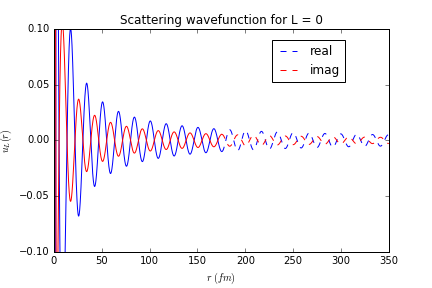 Scattering wavefunction for L = 0
0.10
0.05
0.00
−0.05
−0.10
u_L(r)
real
imag
0 50 100 150 200 250 300 350
r (fm)